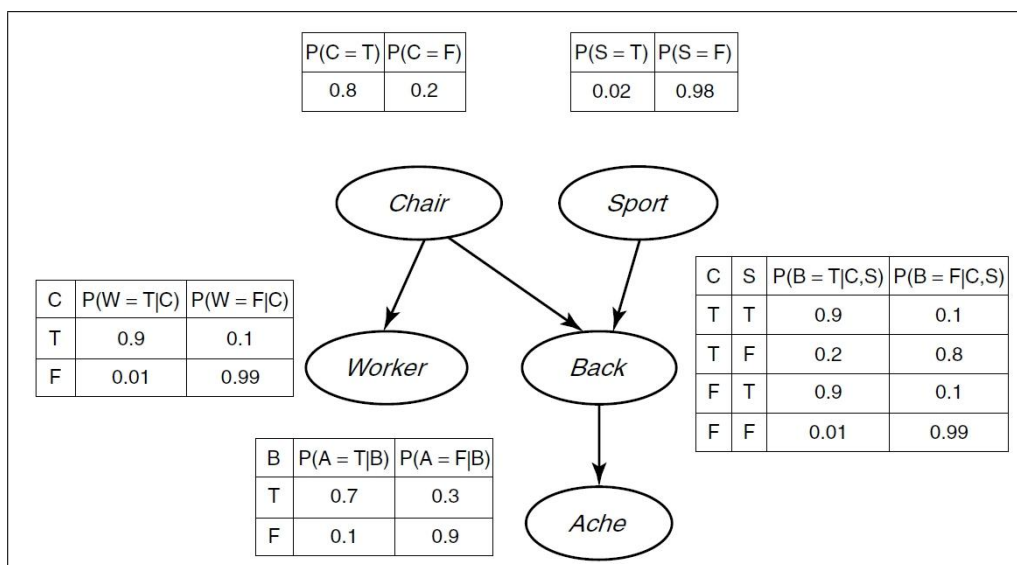 P(C = T) P(C = F)
0.8 0.2
P(S = T) P(S = F)
0.02 0.98
Chair
Sport
C P(W = T|C) P(W = F|C)
T 0.9 0.1
F 0.01 0.99
Worker
Back
C S P(B = T|C,S) P(B = F|C,S)
T T 0.9 0.1
T F 0.2 0.8
F T 0.9 0.1
F F 0.01 0.99
B P(A = T|B) P(A = F|B)
T 0.7 0.3
F 0.1 0.9
Ache